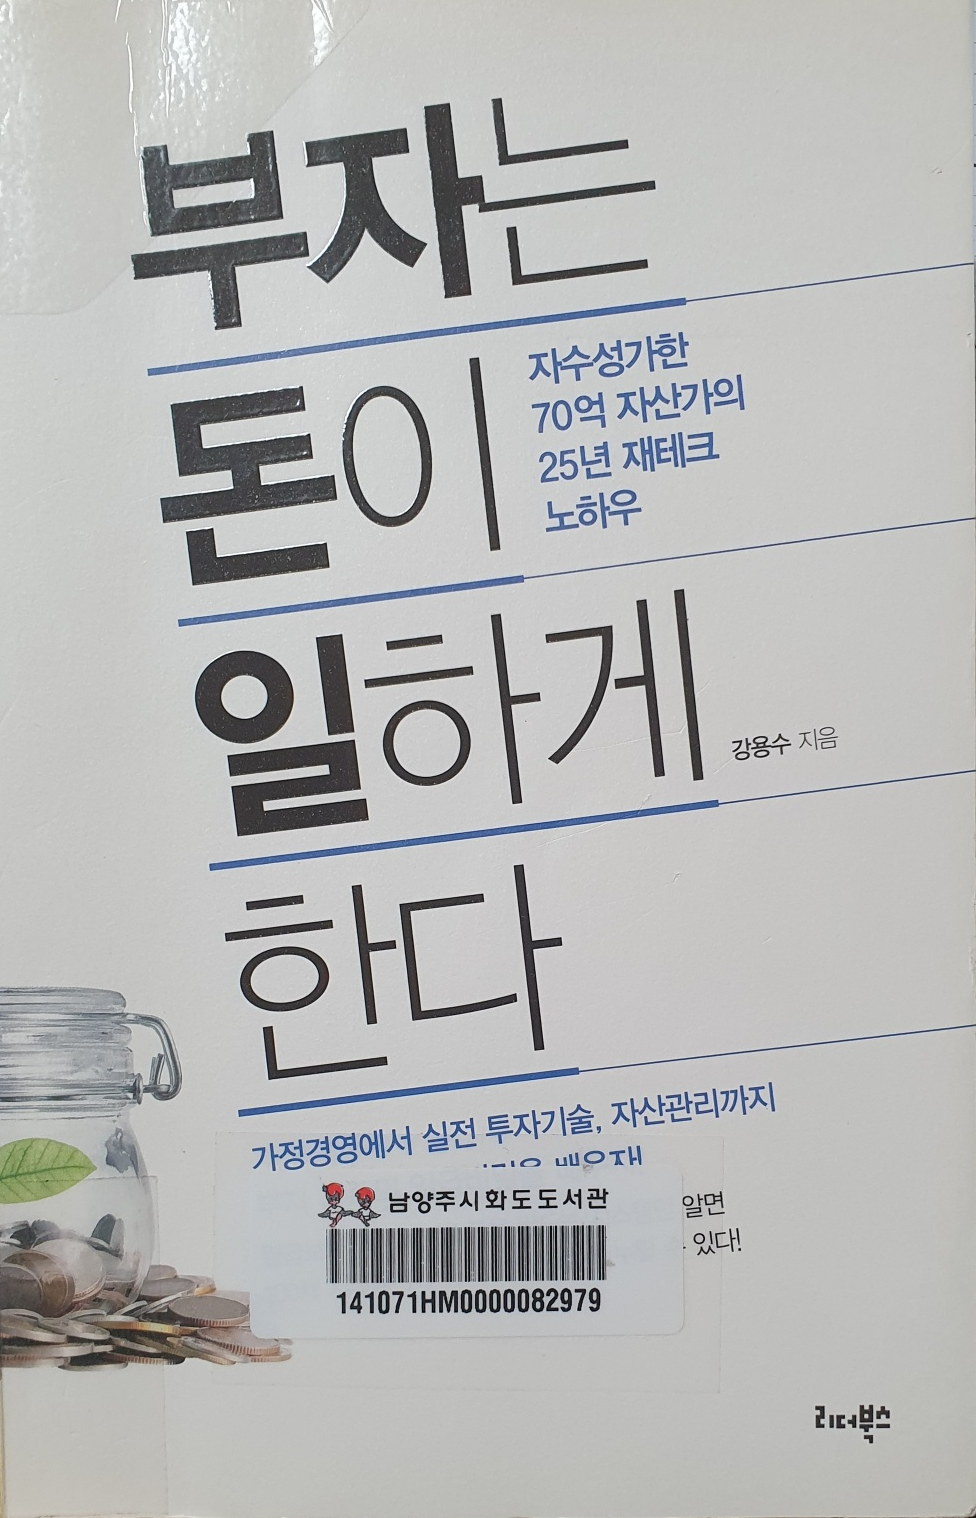 부자는
돈이
자수성가한
70억 자산가의
25년 재테크
노하우
일하게
강용수 지음
한다
가정경영에서 실전 투자기술, 자산관리까지
배우자!
알면
있다!
남양주시화도도서관
141071HM0000082979
리더북스